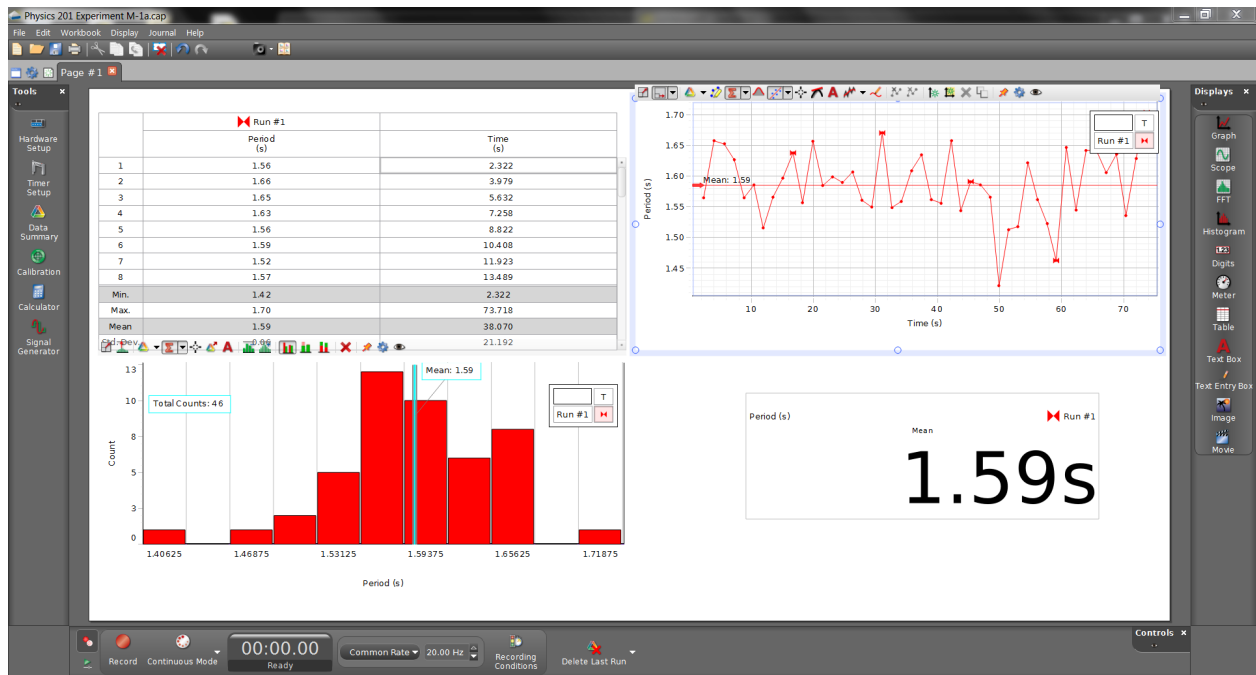 Physics 201 Experiment M-1a.cap
File Edit Workbook Display Journal Help
Page #1
Tools
Hardware
Setup
Timer
Setup
Data
Summary
Calibration
Calculator
Signal
Generator
Run #1
Period
(s)
Time
(s)
1 1.56 2.322
2 1.66 3.979
3 1.65 5.632
4 1.63 7.258
5 1.56 8.822
6 1.59 10.408
7 1.52 11.923
8 1.57 13.489
Min. 1.42 2.322
Max. 1.70 73.718
Mean 1.59 38.070
Std. Dev. 0.06 21.192
1.70
1.65
1.60
1.55
1.50
1.45
Period (s)
Mean: 1.59
T
Run #1
10 20 30 40 50 60 70
Time (s)
13
10
8
5
3
0
Count
Total Counts: 46
Mean: 1.59
T
Run #1
1.40625 1.46875 1.53125 1.59375 1.65625 1.71875
Period (s)
Period (s)
Run #1
Mean
1.59s
Displays
Graph
Scope
FFT
Histogram
1.23
Digits
Meter
Table
Text Box
Text Entry Box
Image
Movie
Record
Continuous Mode
00:00.00
Ready
Common Rate
20.00 Hz
Recording
Conditions
Delete Last Run
Controls